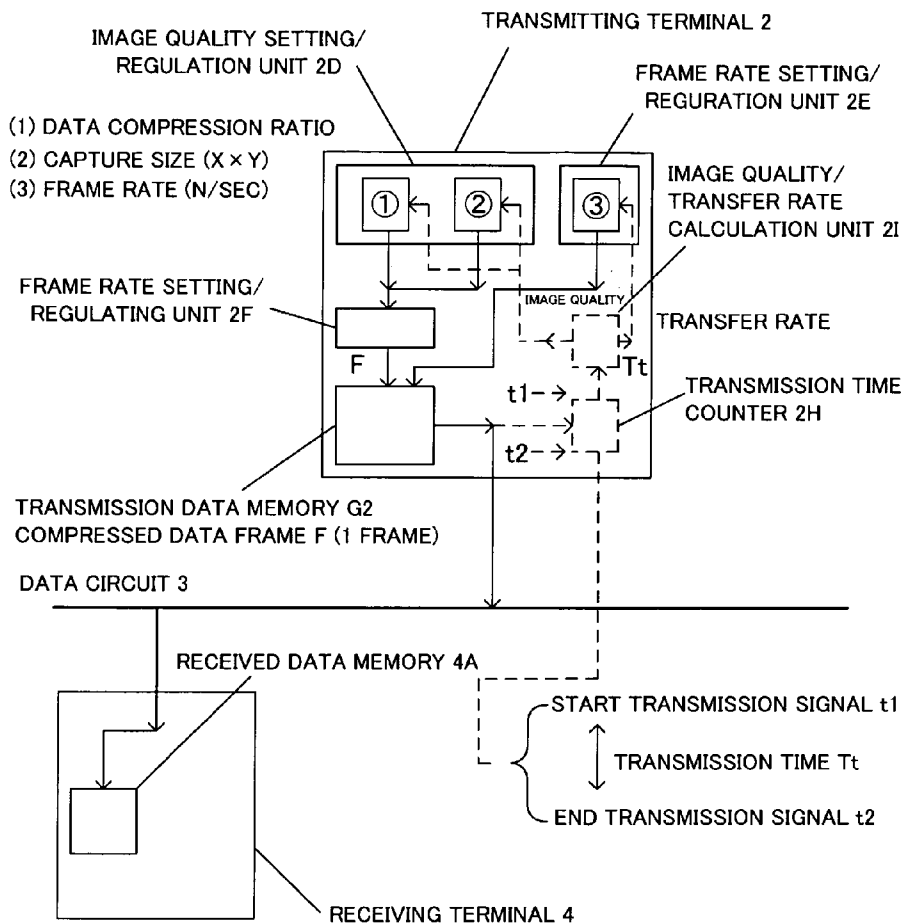 TRANSMITTING TERMINAL 2
IMAGE QUALITY SETTING/
REGULATION UNIT 2D
FRAME RATE SETTING/
REGURATION UNIT 2E
(1) DATA COMPRESSION RATIO
(2) CAPTURE SIZE (X × Y)
(3) FRAME RATE (N/SEC)
IMAGE QUALITY/
TRANSFER RATE
CALCULATION UNIT 2I
① ② ③
FRAME RATE SETTING/
REGULATING UNIT 2F
IMAGE QUALITY
TRANSFER RATE
F
Tt
t1
TRANSMISSION TIME
COUNTER 2H
t2
TRANSMISSION DATA MEMORY G2
COMPRESSED DATA FRAME F (1 FRAME)
DATA CIRCUIT 3
RECEIVED DATA MEMORY 4A
START TRANSMISSION SIGNAL t1
TRANSMISSION TIME Tt
END TRANSMISSION SIGNAL t2
RECEIVING TERMINAL 4